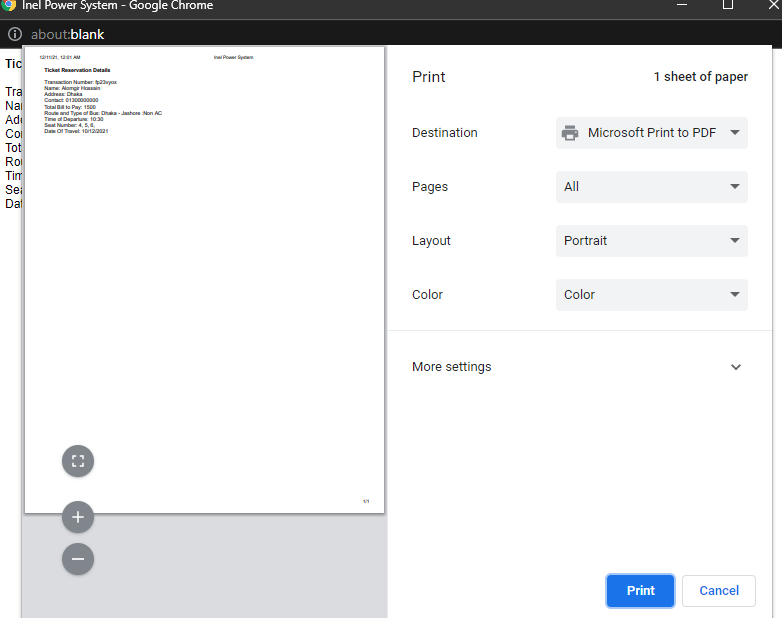 Inel Power System - Google Chrome
about:blank
Tic
Tra
Na
Ad
Co
Tot
Ro
Tim
Sea
Dat
12/11/21, 12:01 AM Inel Power System
Ticket Reservation Details
Transaction Number: fp23vyox
Name: Alomgir Hossain
Address: Dhaka
Contact: 01300000000
Total Bill to Pay: 1500
Route and Type of Bus: Dhaka - Jashore :Non AC
Time of Departure: 10:30
Seat Number: 4, 5, 6,
Date Of Travel: 10/12/2021
1/1
Print 1 sheet of paper
Destination Microsoft Print to PDF
Pages All
Layout Portrait
Color Color
More settings
Print Cancel